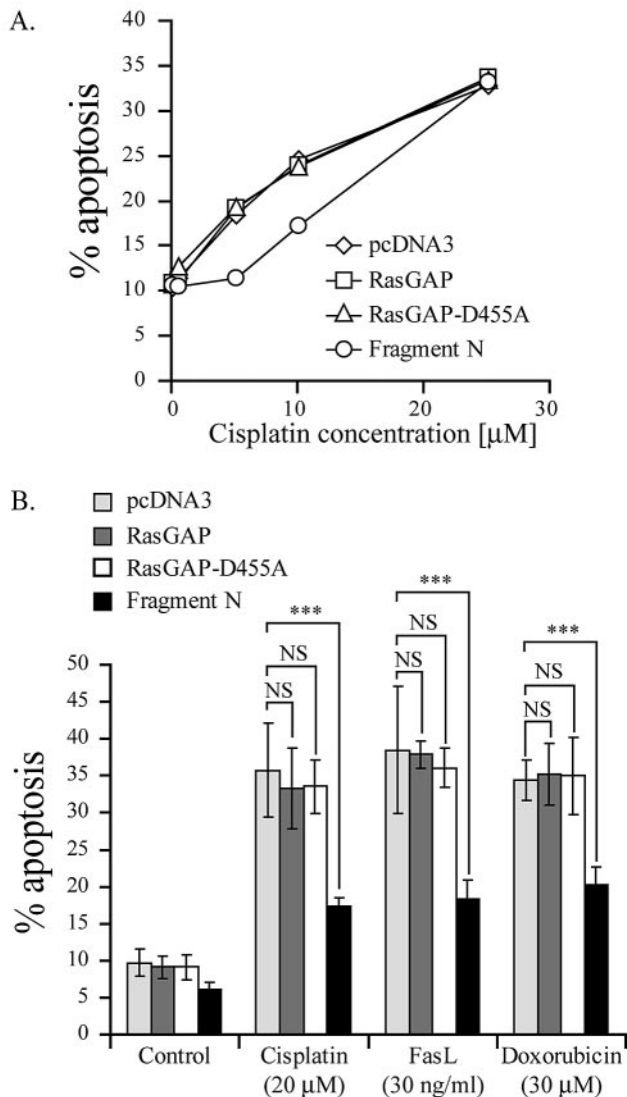 A.
% apoptosis
40
35
30
25
20
15
10
5
0
pcDNA3
RasGAP
RasGAP-D455A
Fragment N
0 10 20 30
Cisplatin concentration [μM]
B.
pcDNA3
RasGAP
RasGAP-D455A
Fragment N
*** *** ***
NS NS NS
NS NS NS
% apoptosis
50
45
40
35
30
25
20
15
10
5
0
Control Cisplatin FasL Doxorubicin
(20 μM) (30 ng/ml) (30 μM)